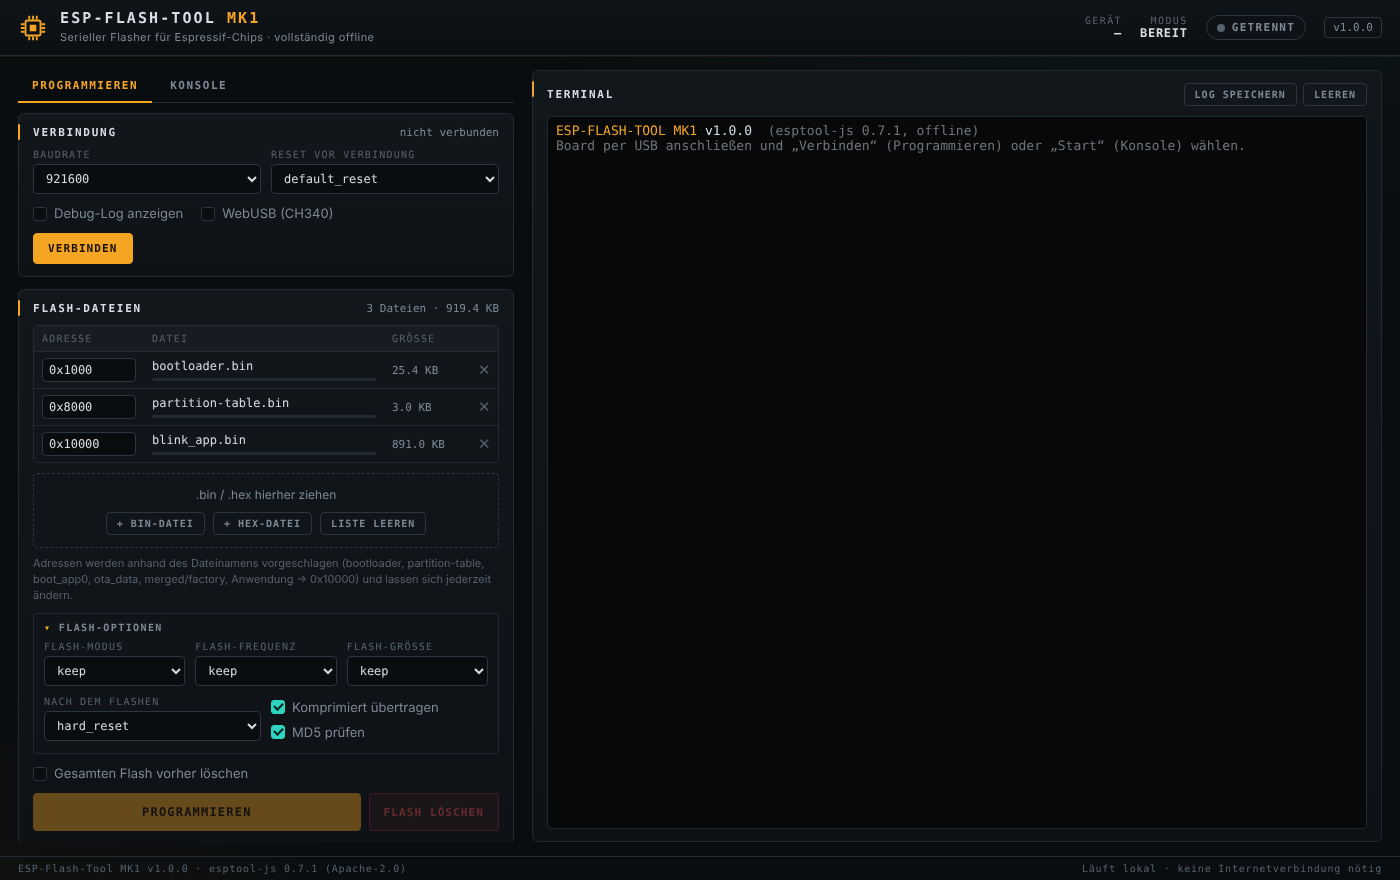 ESP-FLASH-TOOL MK1
Serieller Flasher für Espressif-Chips · vollständig offline
GERÄT
—
MODUS
BEREIT
GETRENNT
v1.0.0
PROGRAMMIEREN
KONSOLE
VERBINDUNG
nicht verbunden
BAUDRATE
RESET VOR VERBINDUNG
921600
default_reset
Debug-Log anzeigen
WebUSB (CH340)
VERBINDEN
FLASH-DATEIEN
3 Dateien · 919.4 KB
ADRESSE DATEI GRÖSSE
0x1000 bootloader.bin 25.4 KB ✕
0x8000 partition-table.bin 3.0 KB ✕
0x10000 blink_app.bin 891.0 KB ✕
.bin / .hex hierher ziehen
+ BIN-DATEI
+ HEX-DATEI
LISTE LEEREN
Adressen werden anhand des Dateinamens vorgeschlagen (bootloader, partition-table,
boot_app0, ota_data, merged/factory, Anwendung → 0x10000) und lassen sich jederzeit
ändern.
▾ FLASH-OPTIONEN
FLASH-MODUS FLASH-FREQUENZ FLASH-GRÖSSE
keep keep keep
NACH DEM FLASHEN
hard_reset
Komprimiert übertragen
MD5 prüfen
Gesamten Flash vorher löschen
PROGRAMMIEREN
FLASH LÖSCHEN
TERMINAL
LOG SPEICHERN
LEEREN
ESP-FLASH-TOOL MK1 v1.0.0 (esptool-js 0.7.1, offline)
Board per USB anschließen und „Verbinden“ (Programmieren) oder „Start“ (Konsole) wählen.
ESP-Flash-Tool MK1 v1.0.0 · esptool-js 0.7.1 (Apache-2.0)
Läuft lokal · keine Internetverbindung nötig